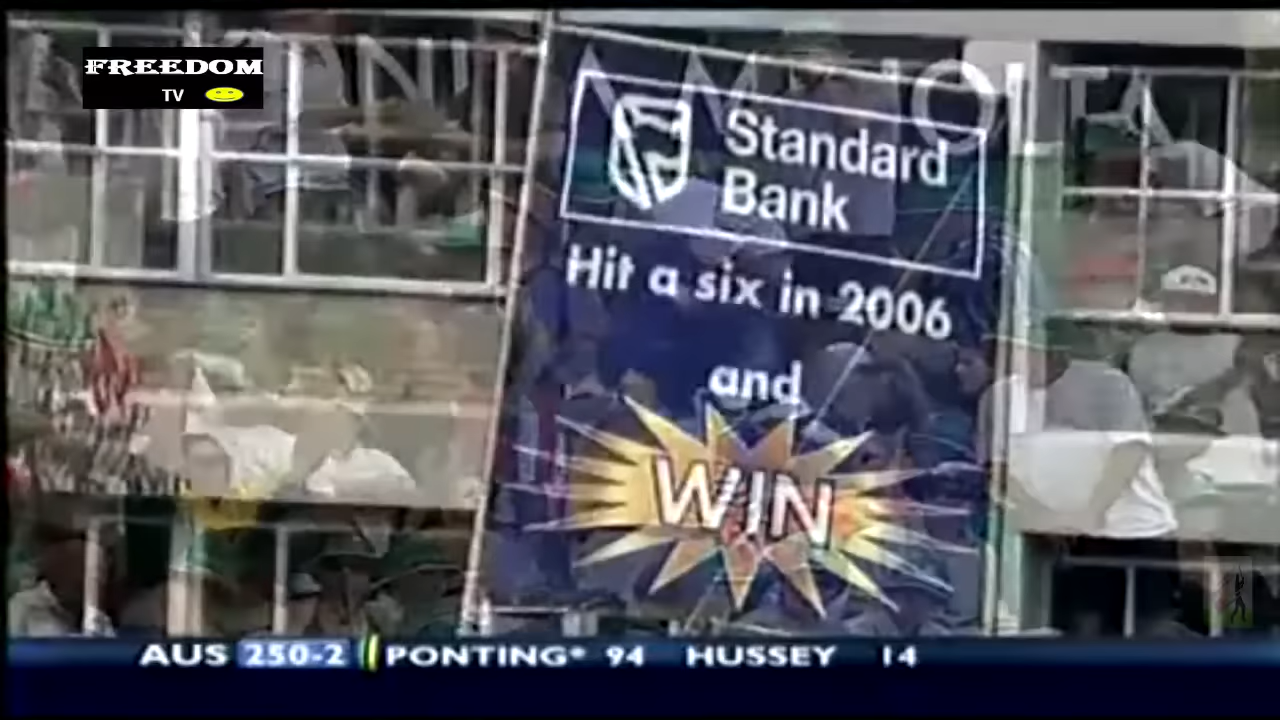 FREEDOM
TV
Standard
Bank
Hit a six in 2006
and
WIN
AUS 250-2 PONTING* 94 HUSSEY 14